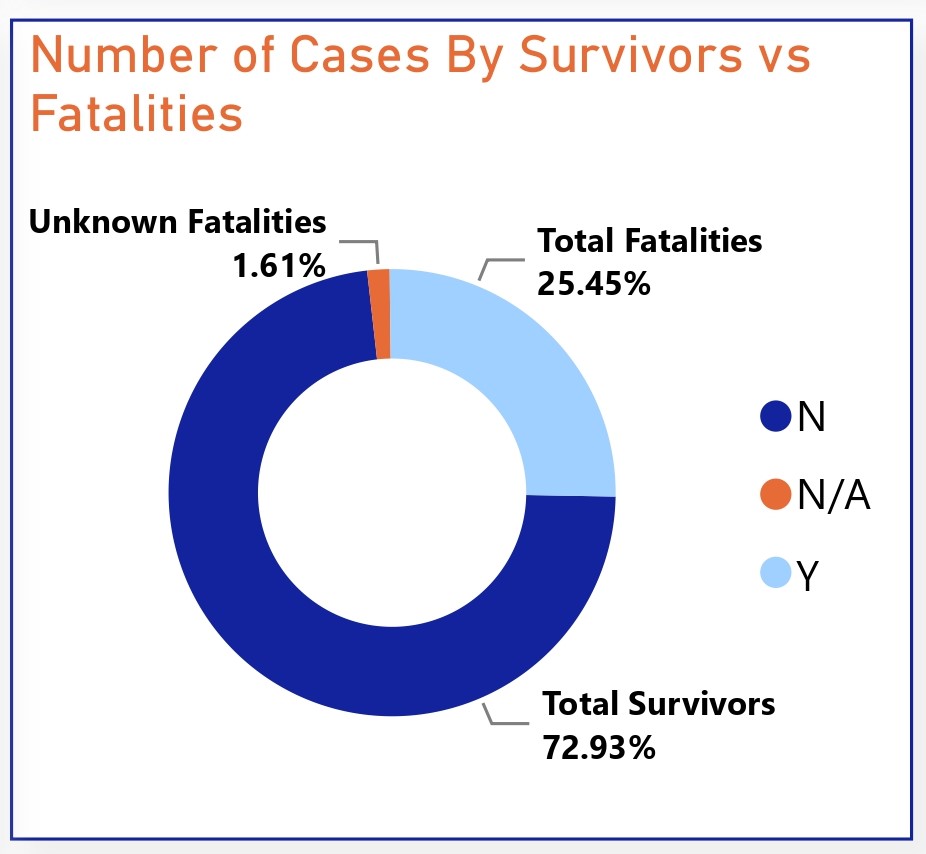 Number of Cases By Survivors vs
Fatalities
Unknown Fatalities
1.61%
Total Fatalities
25.45%
N
N/A
Y
Total Survivors
72.93%